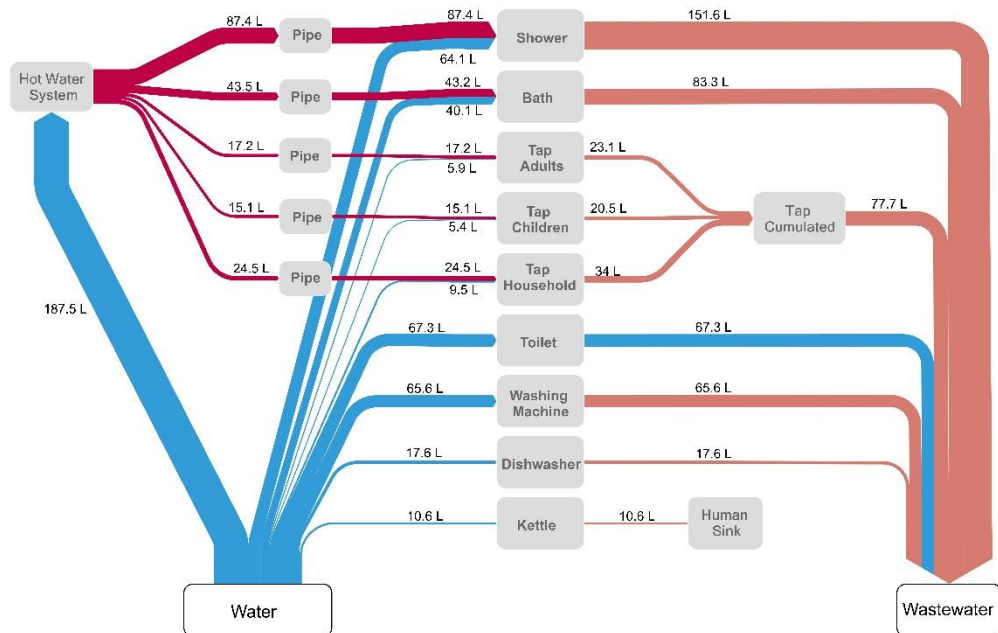 87.4 L
Pipe
87.4 L
64.1 L
Shower
151.6 L
Hot Water
System
43.5 L
Pipe
43.2 L
40.1 L
Bath
83.3 L
17.2 L
Pipe
17.2 L
5.9 L
Tap
Adults
23.1 L
15.1 L
Pipe
15.1 L
5.4 L
Tap
Children
20.5 L
Tap
Cumulated
77.7 L
24.5 L
Pipe
24.5 L
9.5 L
Tap
Household
34 L
187.5 L
67.3 L
Toilet
67.3 L
65.6 L
Washing
Machine
65.6 L
17.6 L
Dishwasher
17.6 L
10.6 L
Kettle
10.6 L
Human
Sink
Water
Wastewater